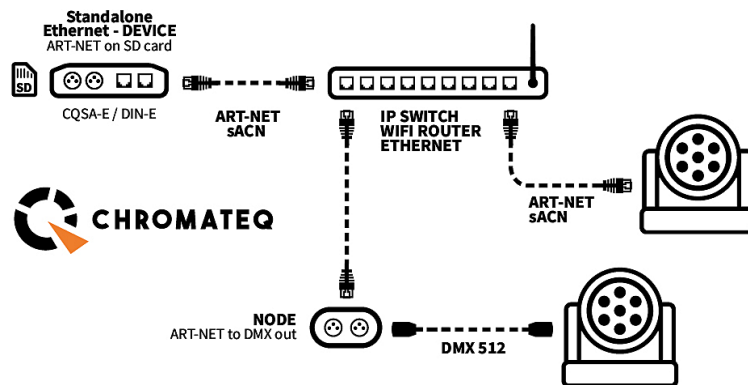 Standalone
Ethernet - DEVICE
ART-NET on SD card
SD
CQSA-E / DIN-E
ART-NET
sACN
IP SWITCH
WIFI ROUTER
ETHERNET
ART-NET
sACN
CHROMATEQ
NODE
ART-NET to DMX out
DMX 512